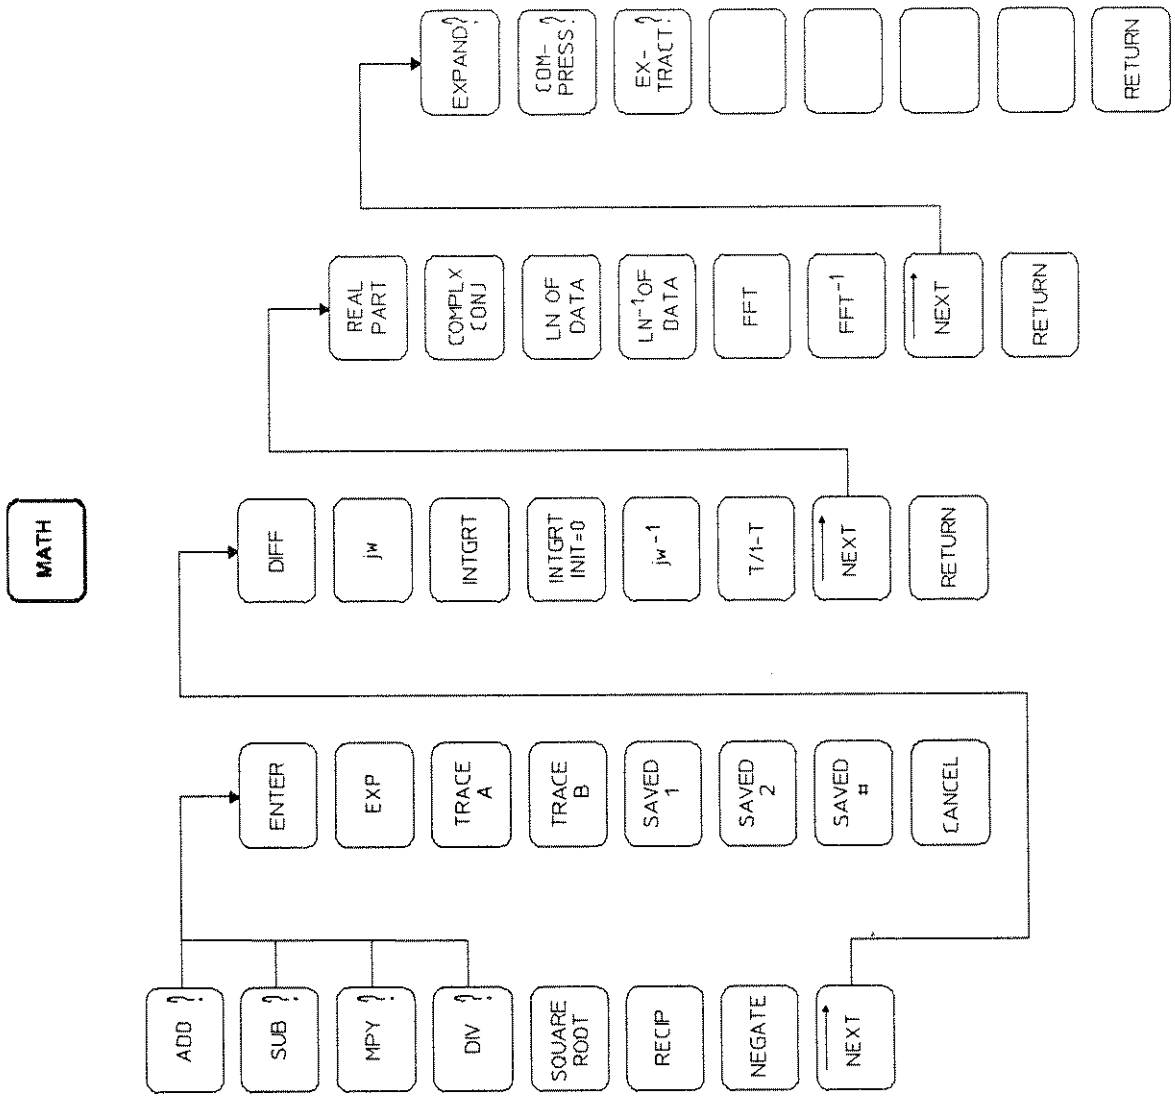 MATH
ADD ?
SUB ?
MPY ?
DIV ?
SQUARE
ROOT
RECIP
NEGATE
NEXT
ENTER
EXP
TRACE
A
TRACE
B
SAVED
1
SAVED
2
SAVED
#
CANCEL
DIFF
jw
INTGRT
INTGRT
INIT=0
jw⁻¹
T/1-T
NEXT
RETURN
REAL
PART
COMPLX
CONJ
LN OF
DATA
LN⁻¹OF
DATA
FFT
FFT⁻¹
NEXT
RETURN
EXPAND?
COM-
PRESS?
EX-
TRACT?
RETURN